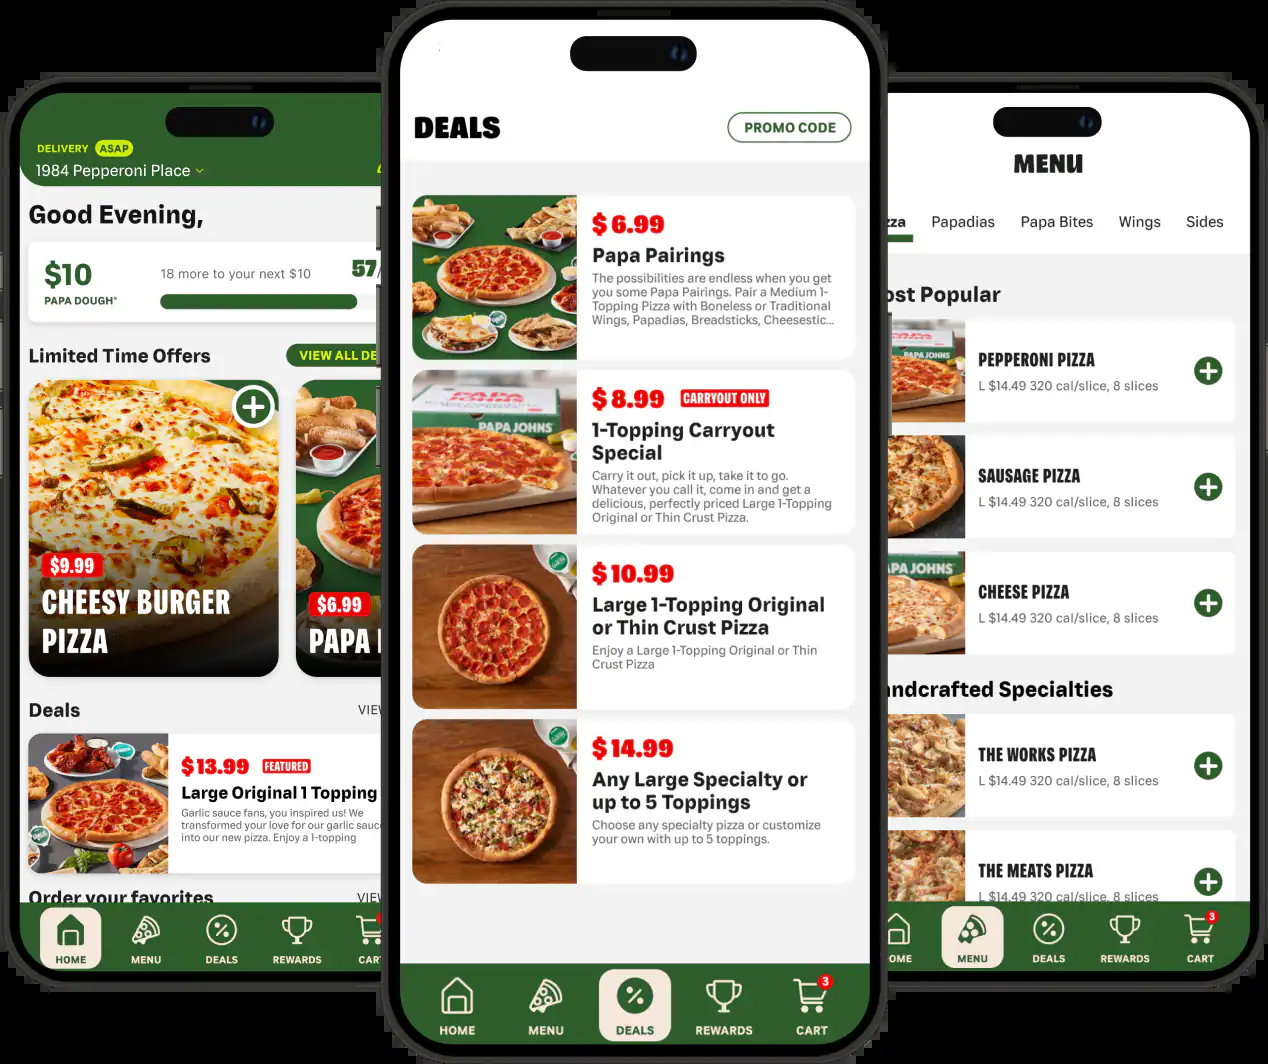 DELIVERY ASAP
1984 Pepperoni Place
Good Evening,
$10
PAPA DOUGH®
18 more to your next $10
57/
Limited Time Offers
VIEW ALL DE
$9.99
CHEESY BURGER
PIZZA
$6.99
PAPA
Deals
VIEW
$13.99 FEATURED
Large Original 1 Topping
Garlic sauce fans, you inspired us! We
transformed your love for our garlic sauce
into our new pizza. Enjoy a 1-topping
Order your favorites
VIEW
HOME
MENU
DEALS
REWARDS
CART
DEALS
PROMO CODE
$6.99
Papa Pairings
The possibilities are endless when you get
you some Papa Pairings. Pair a Medium 1-
Topping Pizza with Boneless or Traditional
Wings, Papadias, Breadsticks, Cheesestic...
PAPA JOHNS
$8.99 CARRYOUT ONLY
1-Topping Carryout
Special
Carry it out, pick it up, take it to go.
Whatever you call it, come in and get a
delicious, perfectly priced Large 1-Topping
Original or Thin Crust Pizza.
$10.99
Large 1-Topping Original
or Thin Crust Pizza
Enjoy a Large 1-Topping Original or Thin
Crust Pizza
$14.99
Any Large Specialty or
up to 5 Toppings
Choose any specialty pizza or customize
your own with up to 5 toppings.
HOME
MENU
DEALS
REWARDS
3
CART
MENU
zza Papadias Papa Bites Wings Sides
ost Popular
PAPA JOHNS
PEPPERONI PIZZA
L $14.49 320 cal/slice, 8 slices
SAUSAGE PIZZA
L $14.49 320 cal/slice, 8 slices
APA JOHNS
CHEESE PIZZA
L $14.49 320 cal/slice, 8 slices
andcrafted Specialties
THE WORKS PIZZA
L $14.49 320 cal/slice, 8 slices
THE MEATS PIZZA
L $14.49 320 cal/slice, 8 slices
OME
MENU
DEALS
REWARDS
3
CART